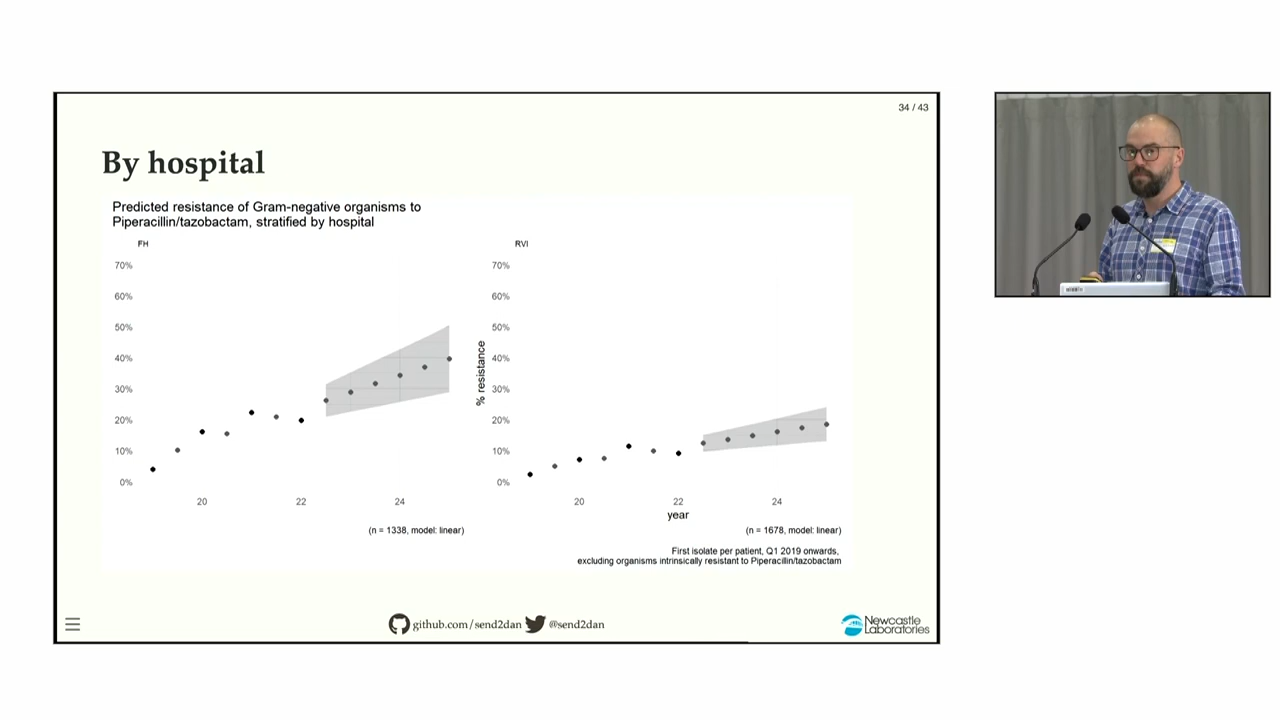 34 / 43
By hospital
Predicted resistance of Gram-negative organisms to
Piperacillin/tazobactam, stratified by hospital
FH
70%
60%
50%
40%
30%
20%
10%
0%
20
22
24
(n = 1338, model: linear)
RVI
% resistance
70%
60%
50%
40%
30%
20%
10%
0%
20
22
24
year
(n = 1678, model: linear)
First isolate per patient, Q1 2019 onwards,
excluding organisms intrinsically resistant to Piperacillin/tazobactam
github.com/send2dan
@send2dan
Newcastle
Laboratories